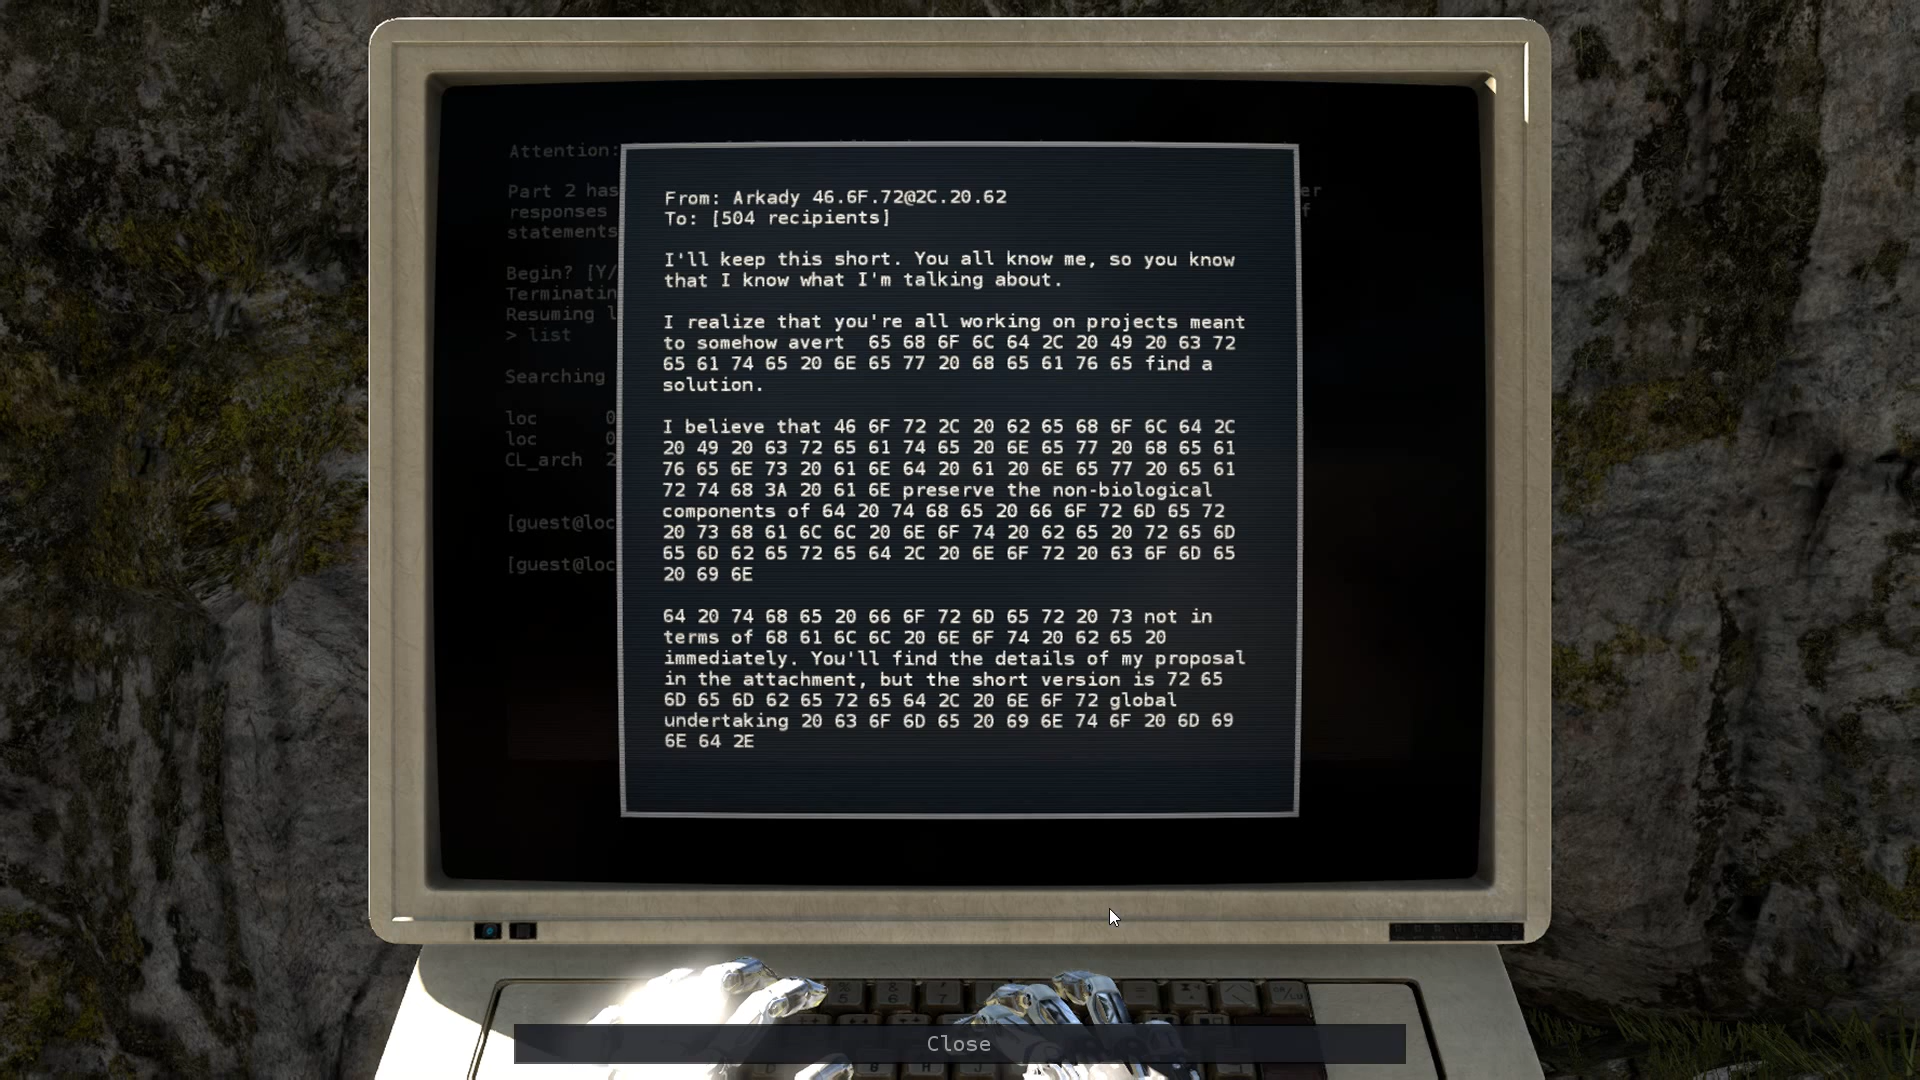 Attention:
Part 2 has
er
responses
f
statements
Begin? [Y/
Terminatin
Resuming l
> list
Searching
loc 0
loc 0
CL_arch 2
[guest@loc
[guest@loc
From: Arkady 46.6F.72@2C.20.62
To: [504 recipients]
I'll keep this short. You all know me, so you know
that I know what I'm talking about.
I realize that you're all working on projects meant
to somehow avert  65 68 6F 6C 64 2C 20 49 20 63 72
65 61 74 65 20 6E 65 77 20 68 65 61 76 65 find a
solution.
I believe that 46 6F 72 2C 20 62 65 68 6F 6C 64 2C
20 49 20 63 72 65 61 74 65 20 6E 65 77 20 68 65 61
76 65 6E 73 20 61 6E 64 20 61 20 6E 65 77 20 65 61
72 74 68 3A 20 61 6E preserve the non-biological
components of 64 20 74 68 65 20 66 6F 72 6D 65 72
20 73 68 61 6C 6C 20 6E 6F 74 20 62 65 20 72 65 6D
65 6D 62 65 72 65 64 2C 20 6E 6F 72 20 63 6F 6D 65
20 69 6E
64 20 74 68 65 20 66 6F 72 6D 65 72 20 73 not in
terms of 68 61 6C 6C 20 6E 6F 74 20 62 65 20
immediately. You'll find the details of my proposal
in the attachment, but the short version is 72 65
6D 65 6D 62 65 72 65 64 2C 20 6E 6F 72 global
undertaking 20 63 6F 6D 65 20 69 6E 74 6F 20 6D 69
6E 64 2E
Close